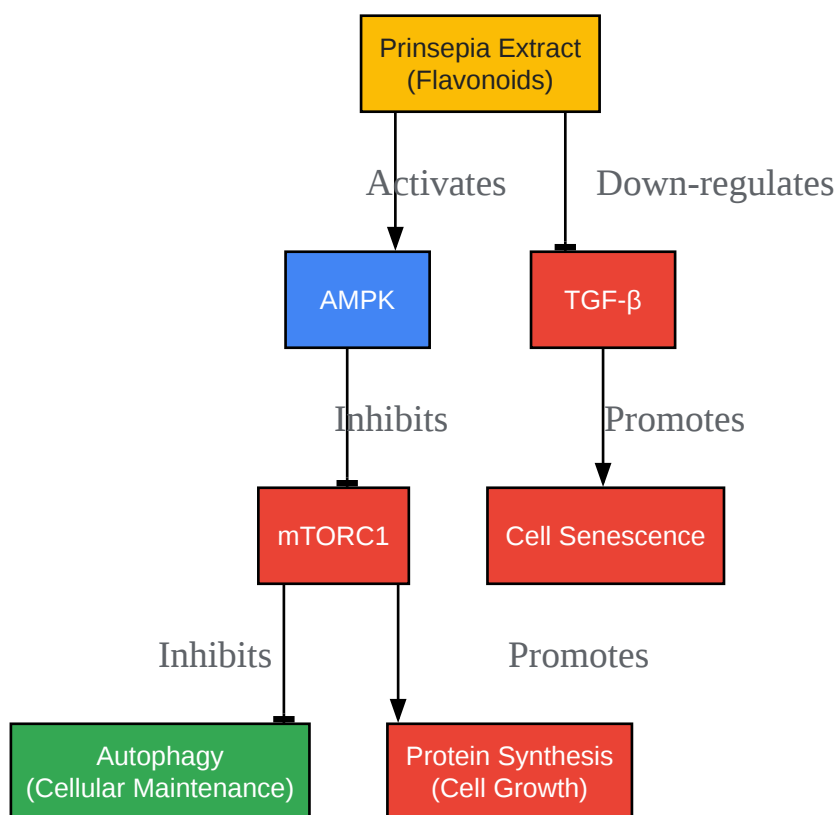 Prinsepia Extract
(Flavonoids)
Activates
Down-regulates
AMPK
TGF-β
Inhibits
Promotes
mTORC1
Cell Senescence
Inhibits
Promotes
Autophagy
(Cellular Maintenance)
Protein Synthesis
(Cell Growth)